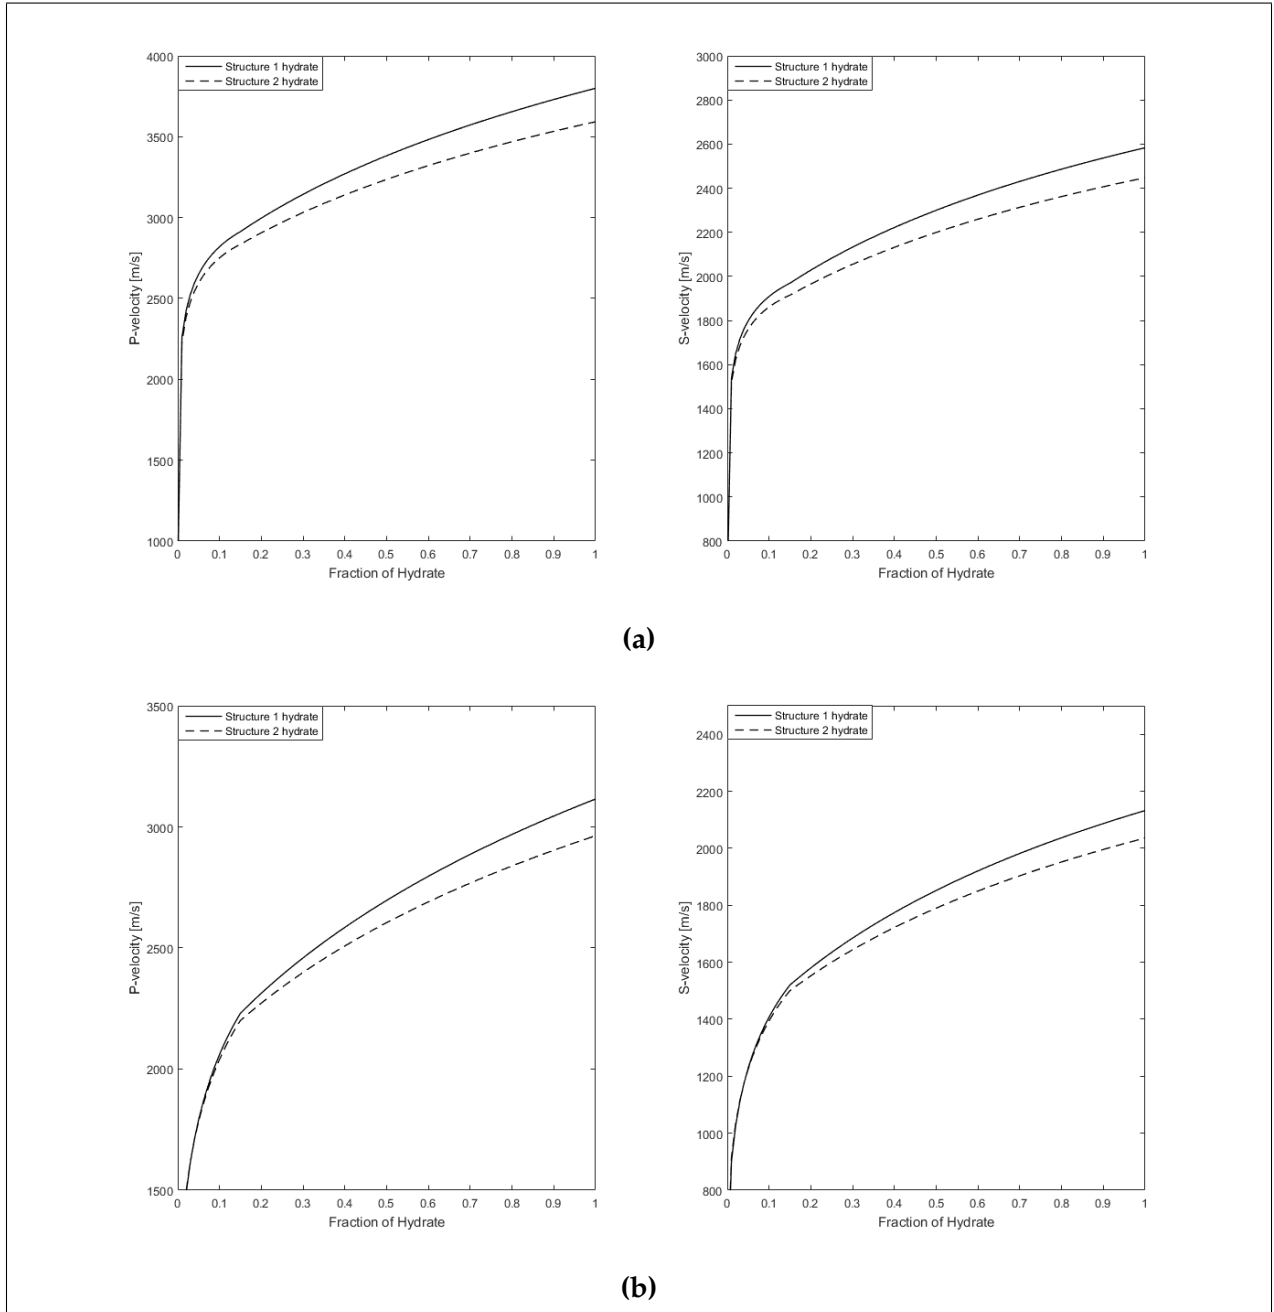 4000
3500
3000
2500
2000
1500
1000
P-velocity [m/s]
Structure 1 hydrate
Structure 2 hydrate
0 0.1 0.2 0.3 0.4 0.5 0.6 0.7 0.8 0.9 1
Fraction of Hydrate
3000
2800
2600
2400
2200
2000
1800
1600
1400
1200
1000
800
S-velocity [m/s]
Structure 1 hydrate
Structure 2 hydrate
0 0.1 0.2 0.3 0.4 0.5 0.6 0.7 0.8 0.9 1
Fraction of Hydrate
(a)
3500
3000
2500
2000
1500
P-velocity [m/s]
Structure 1 hydrate
Structure 2 hydrate
0 0.1 0.2 0.3 0.4 0.5 0.6 0.7 0.8 0.9 1
Fraction of Hydrate
2400
2200
2000
1800
1600
1400
1200
1000
800
S-velocity [m/s]
Structure 1 hydrate
Structure 2 hydrate
0 0.1 0.2 0.3 0.4 0.5 0.6 0.7 0.8 0.9 1
Fraction of Hydrate
(b)